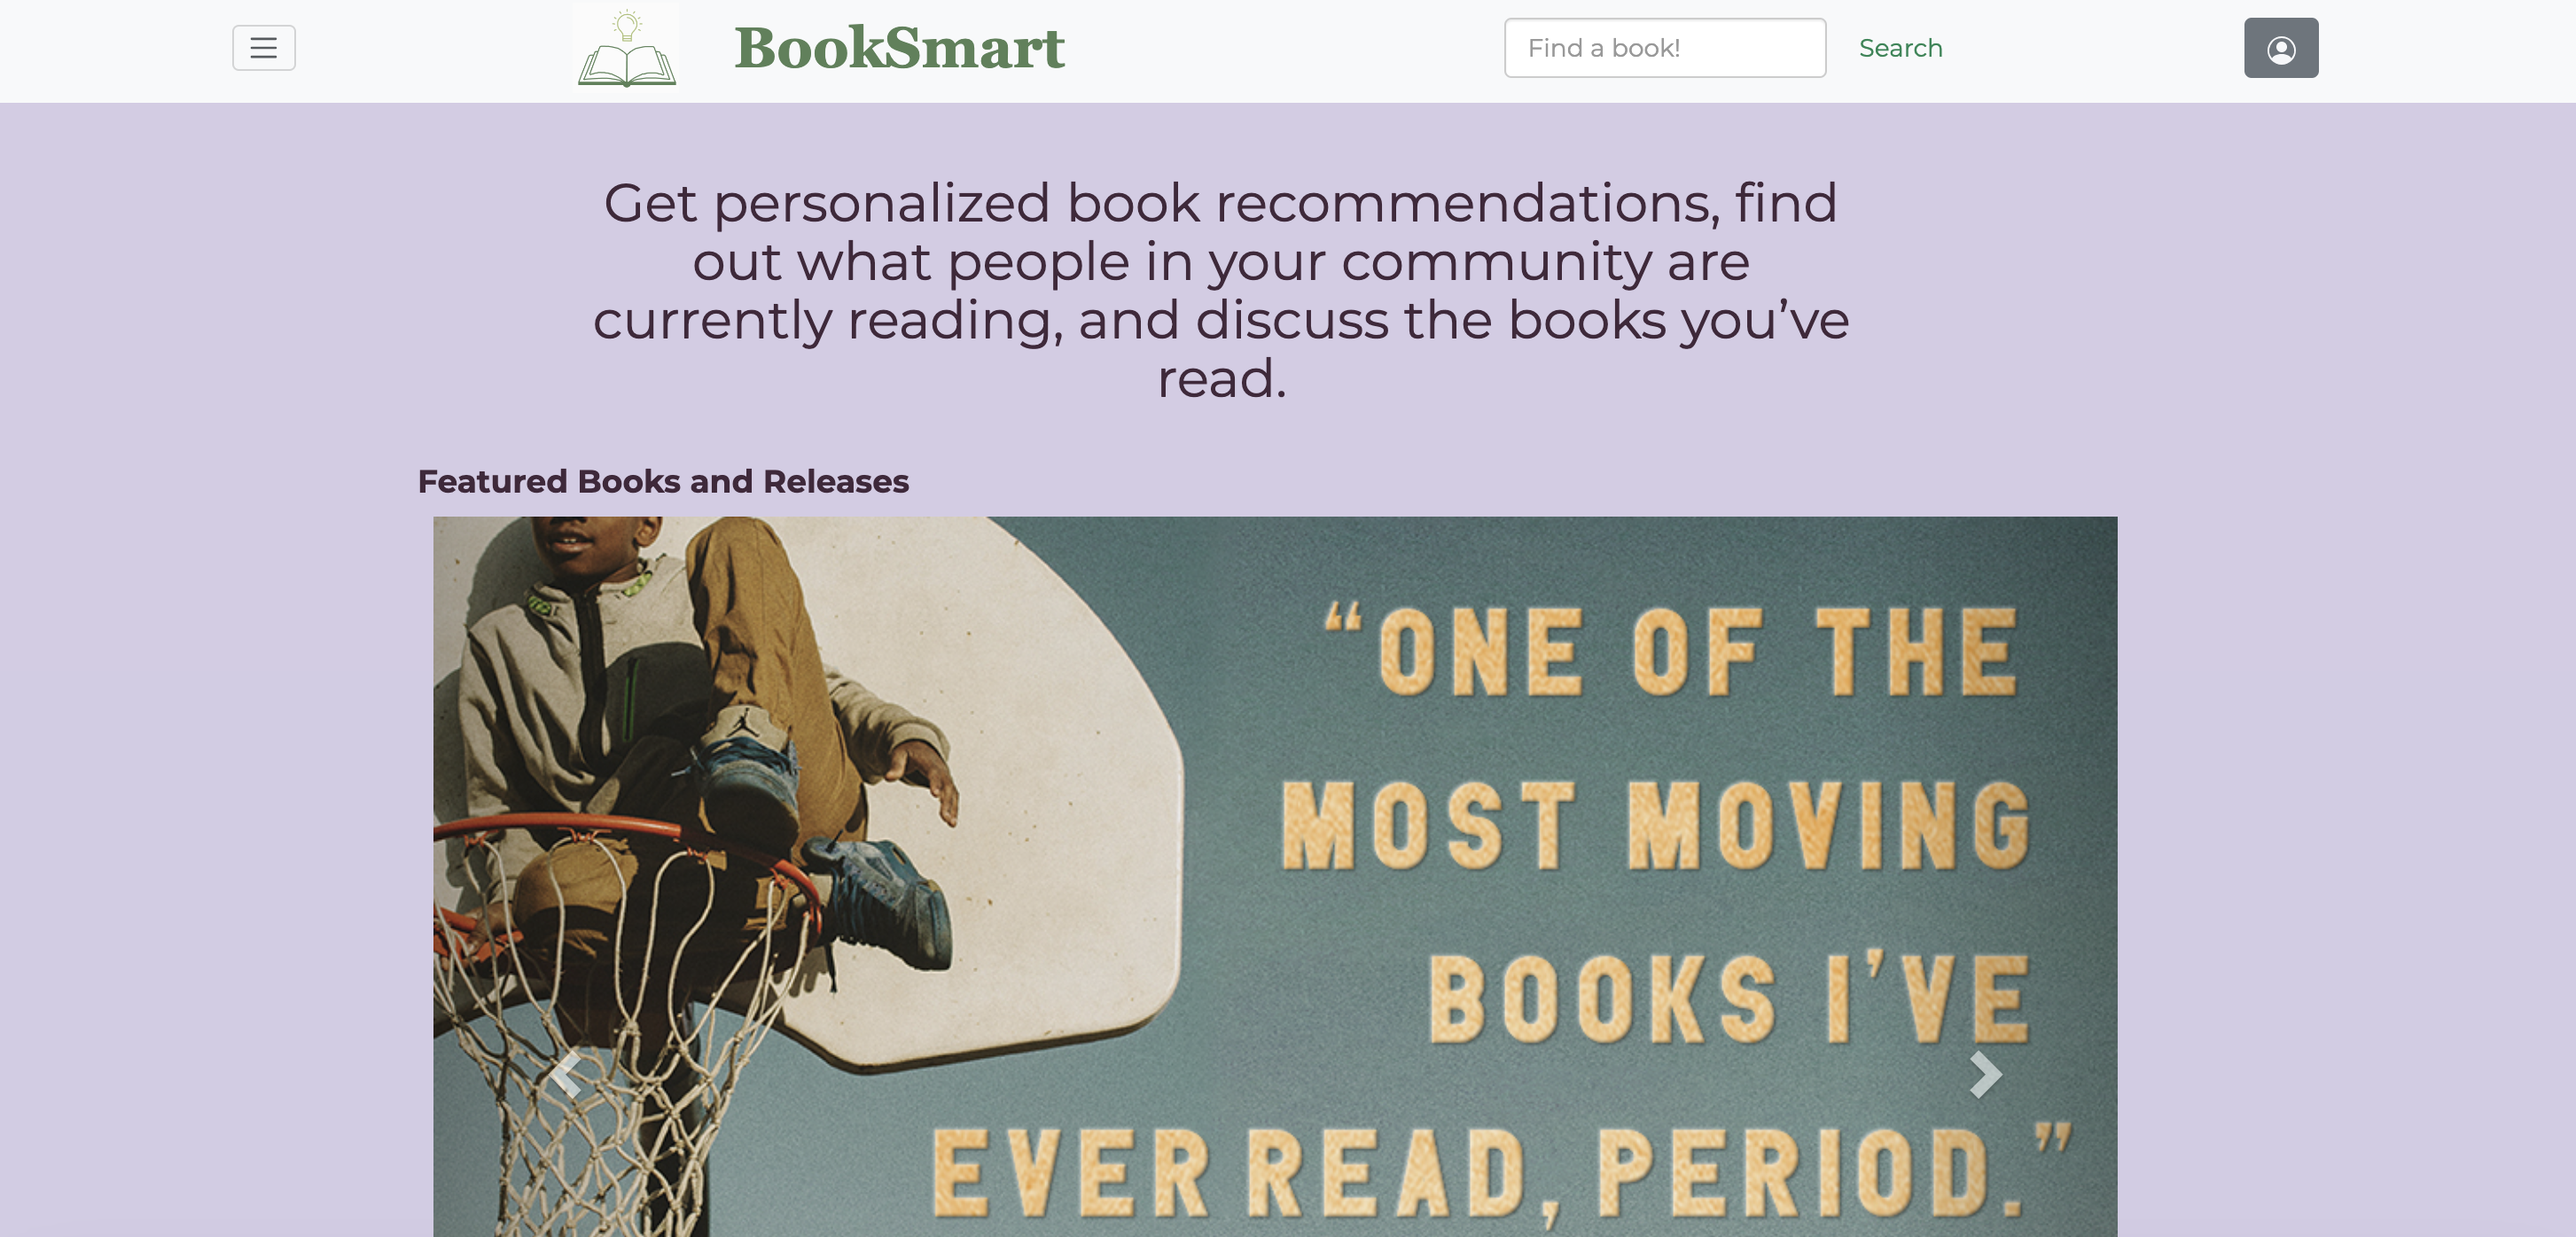 BookSmart
Find a book!
Search
Get personalized book recommendations, find
out what people in your community are
currently reading, and discuss the books you’ve
read.
Featured Books and Releases
“ONE OF THE
MOST MOVING
BOOKS I’VE
EVER READ, PERIOD.”